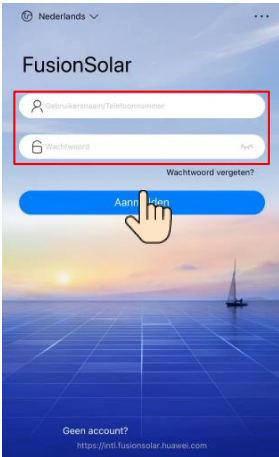 Nederlands
FusionSolar
Gebruikersnaam/Telefoonnummer
Wachtwoord
Wachtwoord vergeten?
Aanmelden
Geen account?
https://intl.fusionsolar.huawei.com